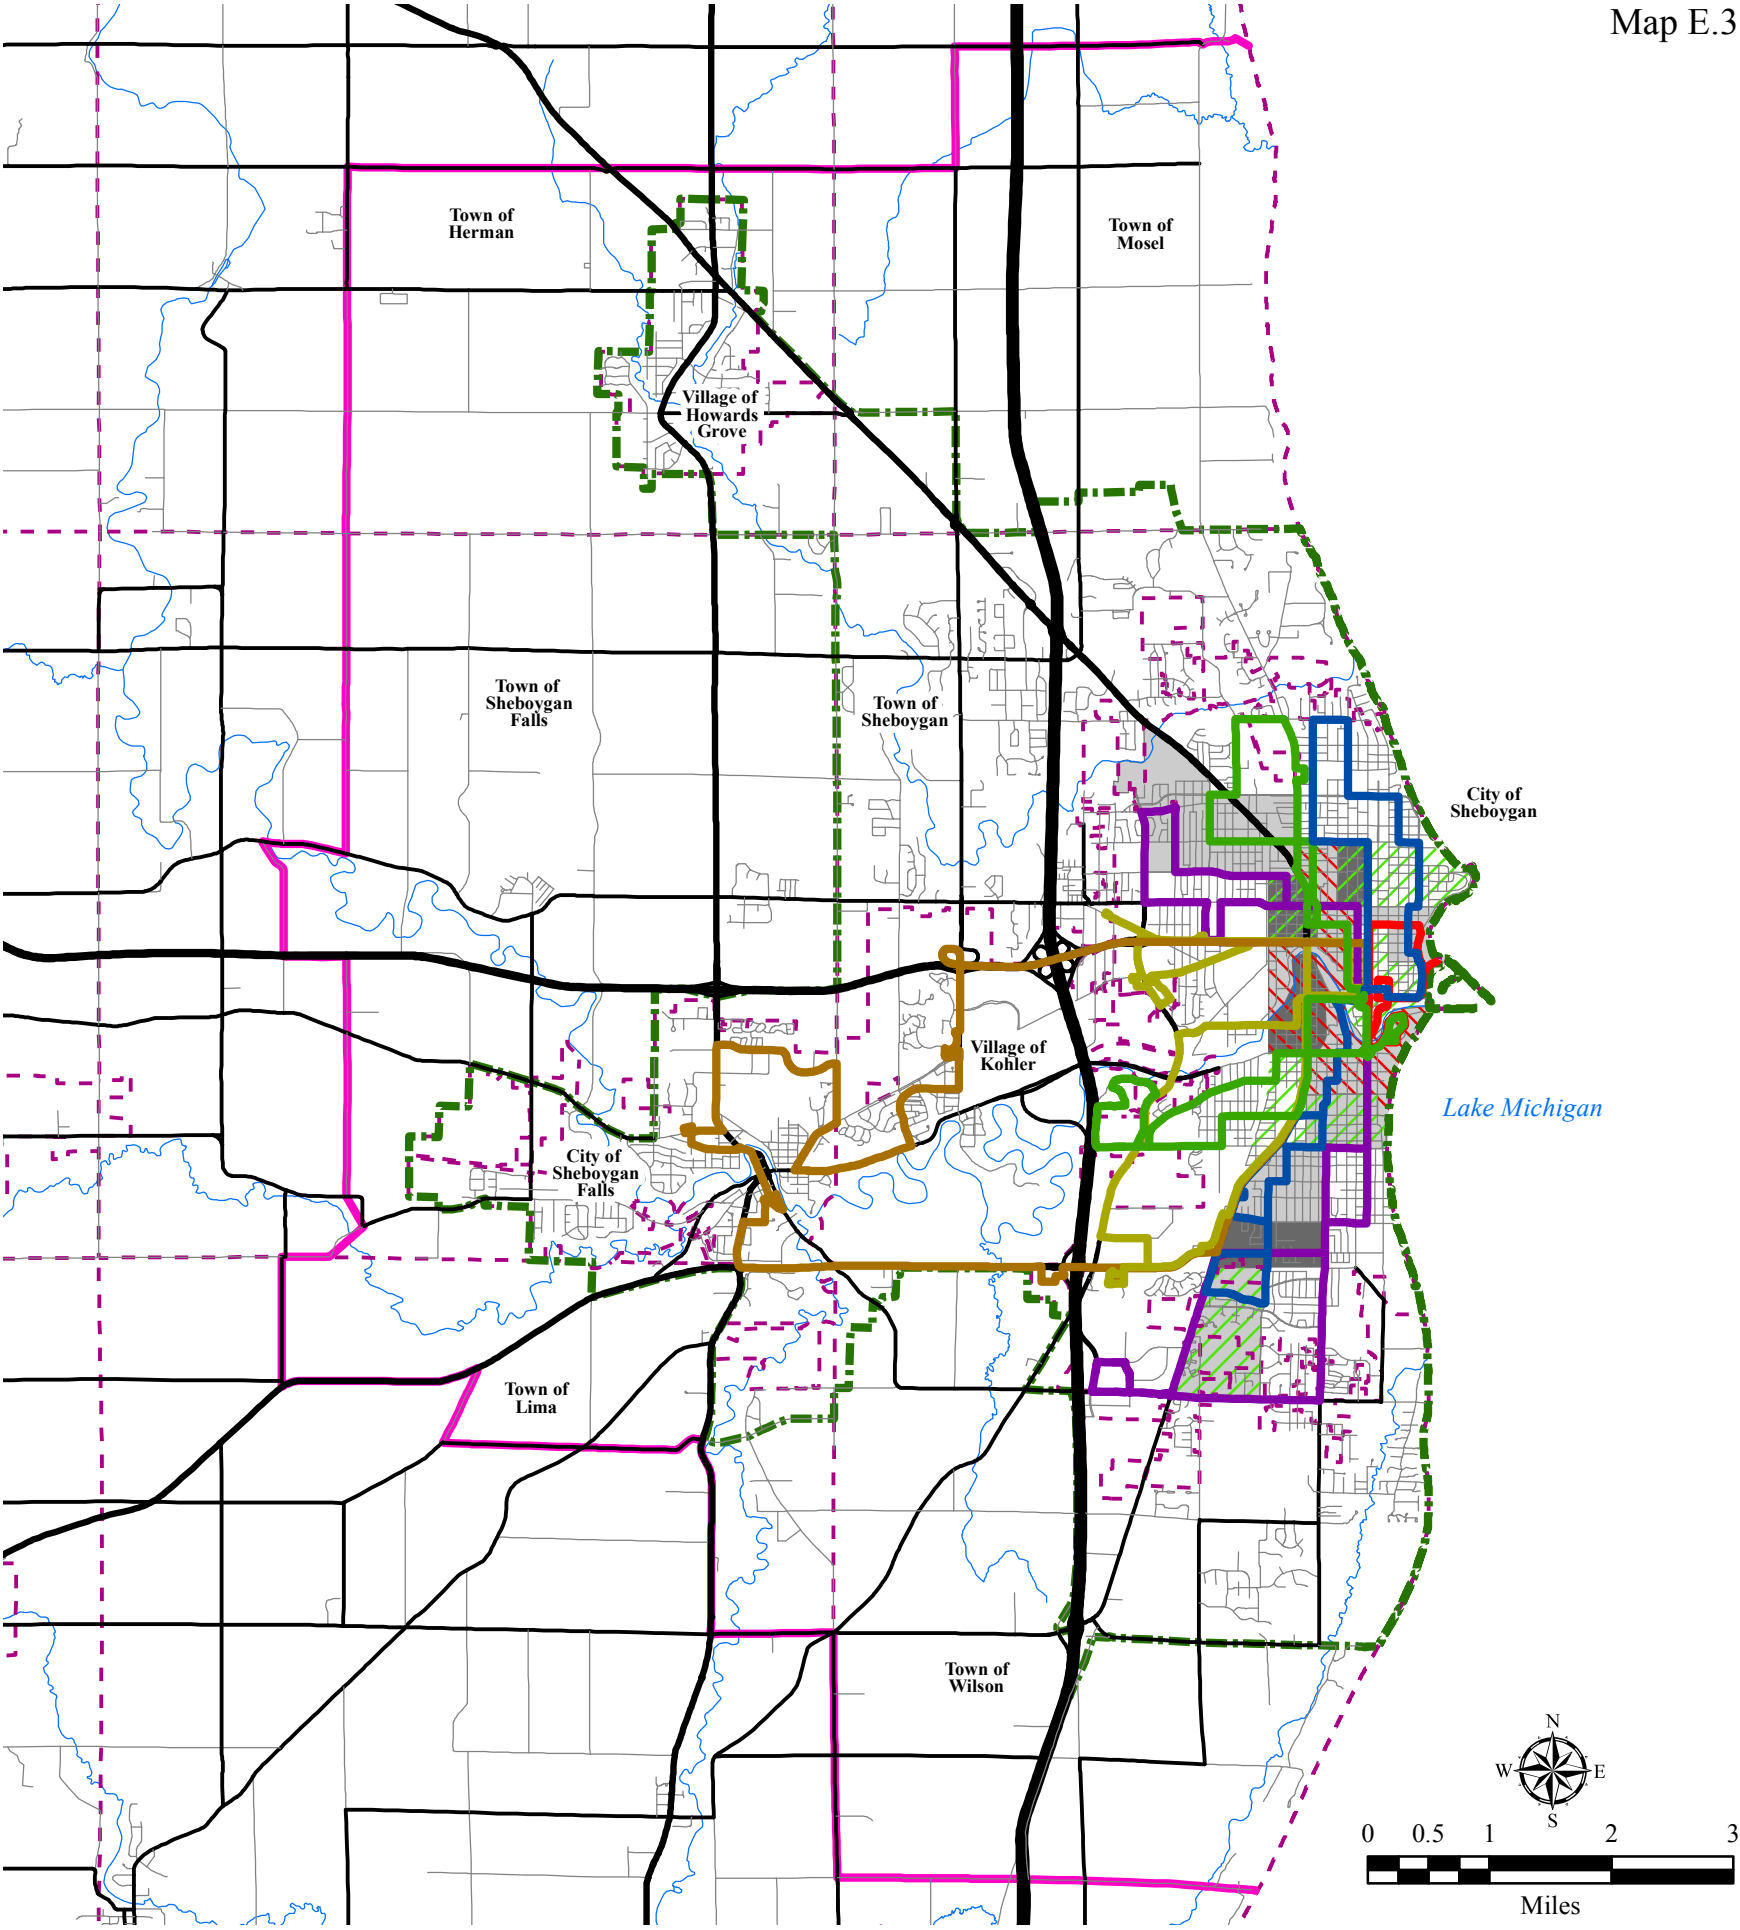 Map E.3
Town of
Herman
Town of
Mosel
Village of
Howards
Grove
Town of
Sheboygan
Falls
Town of
Sheboygan
City of
Sheboygan
Village of
Kohler
Lake Michigan
City of
Sheboygan
Falls
Town of
Lima
Town of
Wilson
N
W E
S
0 0.5 1 2 3
Miles